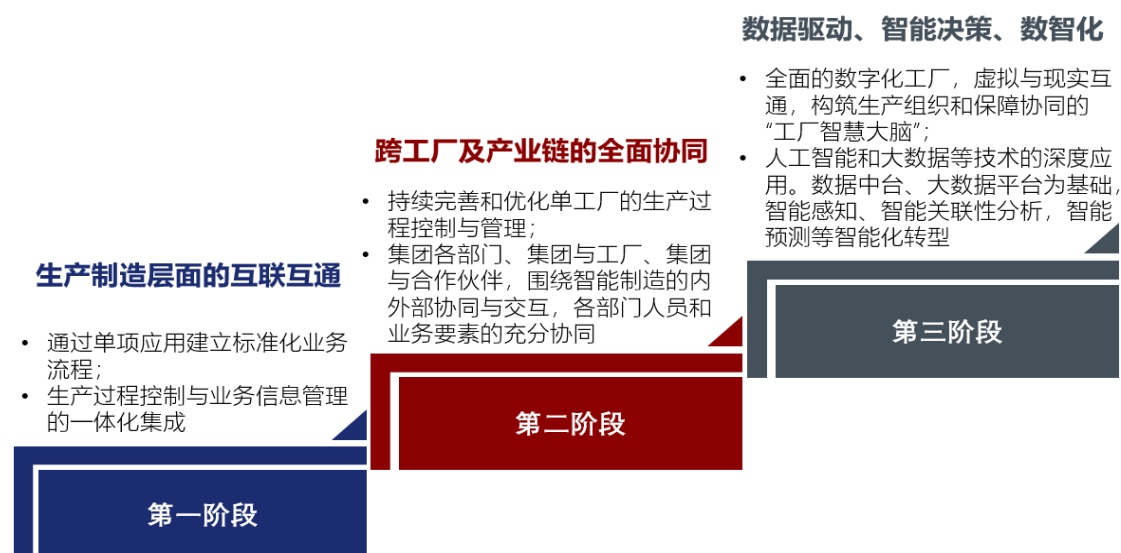 生产制造层面的互联互通
• 通过单项应用建立标准化业务
流程；
• 生产过程控制与业务信息管理
的一体化集成
第一阶段
跨工厂及产业链的全面协同
• 持续完善和优化单工厂的生产过
程控制与管理；
• 集团各部门、集团与工厂、集团
与合作伙伴，围绕智能制造的内
外部协同与交互，各部门人员和
业务要素的充分协同
第二阶段
数据驱动、智能决策、数智化
• 全面的数字化工厂，虚拟与现实互
通，构筑生产组织和保障协同的
“工厂智慧大脑”；
• 人工智能和大数据等技术的深度应
用。数据中台、大数据平台为基础，
智能感知、智能关联性分析，智能
预测等智能化转型
第三阶段